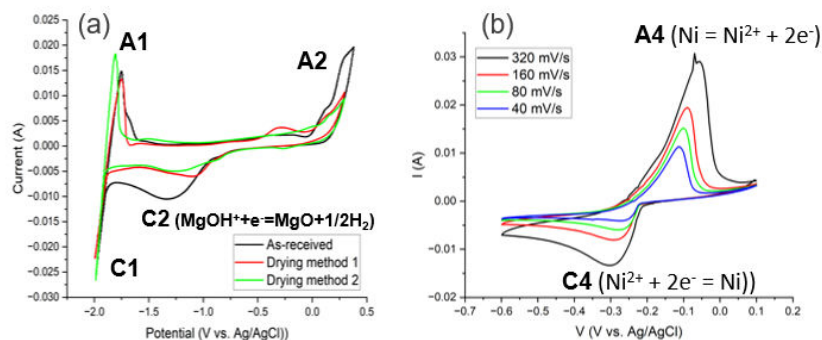 (a)
A1
A2
C2 (MgOH⁺+e⁻=MgO+1/2H₂)
C1
As-received
Drying method 1
Drying method 2
Current (A)
0.025
0.020
0.015
0.010
0.005
0.000
−0.005
−0.010
−0.015
−0.020
−0.025
−0.030
−2.0
−1.5
−1.0
−0.5
0.0
0.5
Potential (V vs. Ag/AgCl))
(b)
A4 (Ni = Ni²⁺ + 2e⁻)
320 mV/s
160 mV/s
80 mV/s
40 mV/s
C4 (Ni²⁺ + 2e⁻ = Ni))
I (A)
0.04
0.03
0.02
0.01
0.00
−0.01
−0.02
−0.6
−0.5
−0.4
−0.3
−0.2
−0.1
0.0
0.1
0.2
V (V vs. Ag/AgCl)